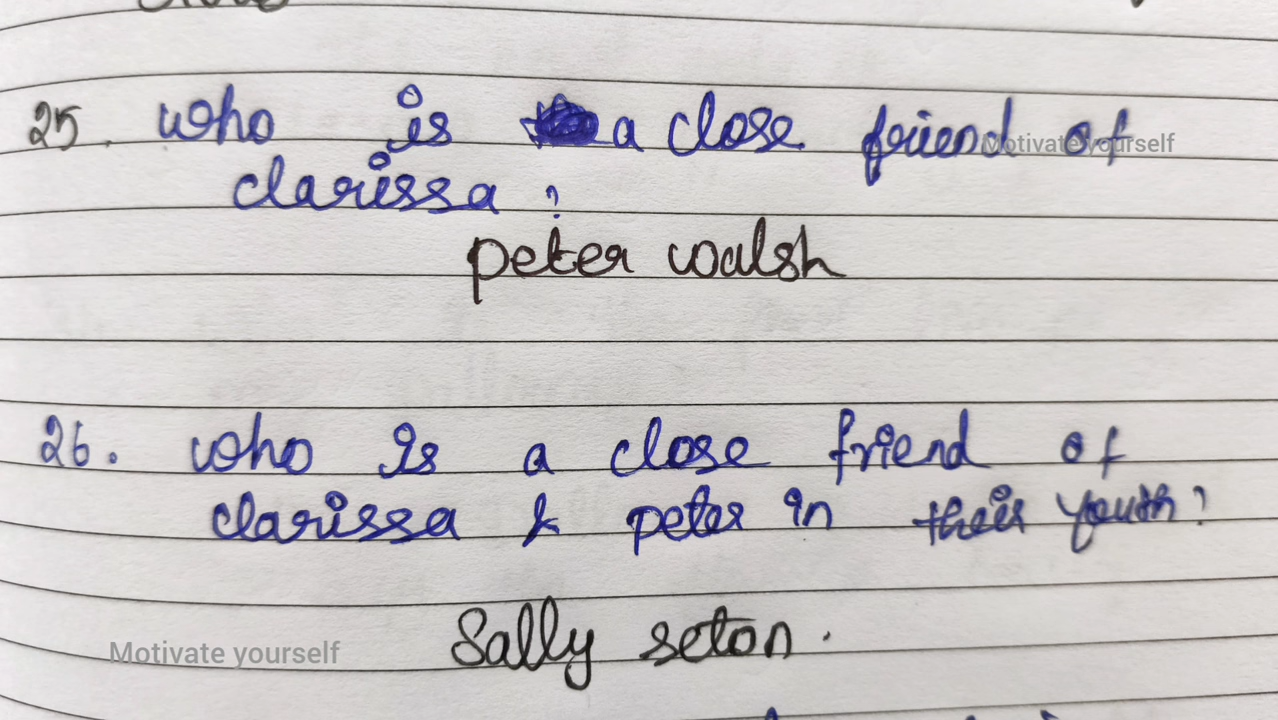 25. who is a close friend of
clarissa ?
peter walsh
26. who is a close friend of
clarissa & peter in their youth?
Sally seton.
Motivate yourself
Motivate yourself